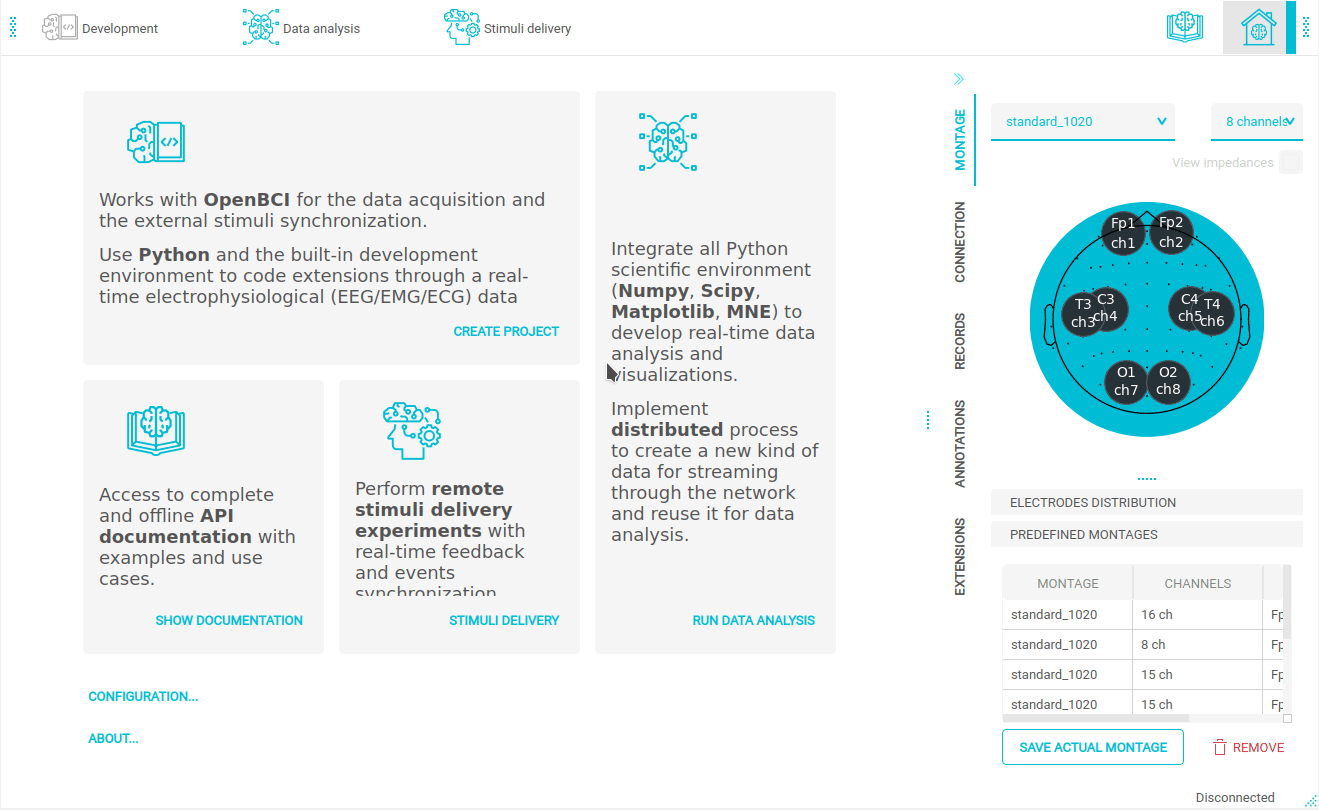 Development
Data analysis
Stimuli delivery
Works with OpenBCI for the data acquisition and
the external stimuli synchronization.
Use Python and the built-in development
environment to code extensions through a real-
time electrophysiological (EEG/EMG/ECG) data
CREATE PROJECT
Integrate all Python
scientific environment
(Numpy, Scipy,
Matplotlib, MNE) to
develop real-time data
analysis and
visualizations.
Implement
distributed process
to create a new kind of
data for streaming
through the network
and reuse it for data
analysis.
RUN DATA ANALYSIS
Access to complete
and offline API
documentation with
examples and use
cases.
SHOW DOCUMENTATION
Perform remote
stimuli delivery
experiments with
real-time feedback
and events
synchronization
STIMULI DELIVERY
CONFIGURATION...
ABOUT...
MONTAGE
CONNECTION
RECORDS
ANNOTATIONS
EXTENSIONS
standard_1020
8 channels
View impedances
Fp1
ch1
Fp2
ch2
T3
ch3
C3
ch4
C4
ch5
T4
ch6
O1
ch7
O2
ch8
ELECTRODES DISTRIBUTION
PREDEFINED MONTAGES
MONTAGE CHANNELS
standard_1020 16 ch Fp
standard_1020 8 ch Fp
standard_1020 15 ch Fp
standard_1020 15 ch Fp
SAVE ACTUAL MONTAGE
REMOVE
Disconnected